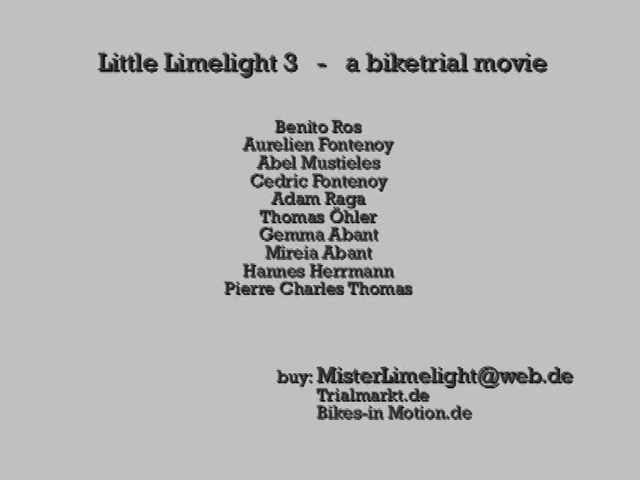 Little Limelight 3 - a biketrial movie
Benito Ros
Aurelien Fontenoy
Abel Mustieles
Cedric Fontenoy
Adam Raga
Thomas Öhler
Gemma Abant
Mireia Abant
Hannes Herrmann
Pierre Charles Thomas
buy: MisterLimelight@web.de
Trialmarkt.de
Bikes-in Motion.de